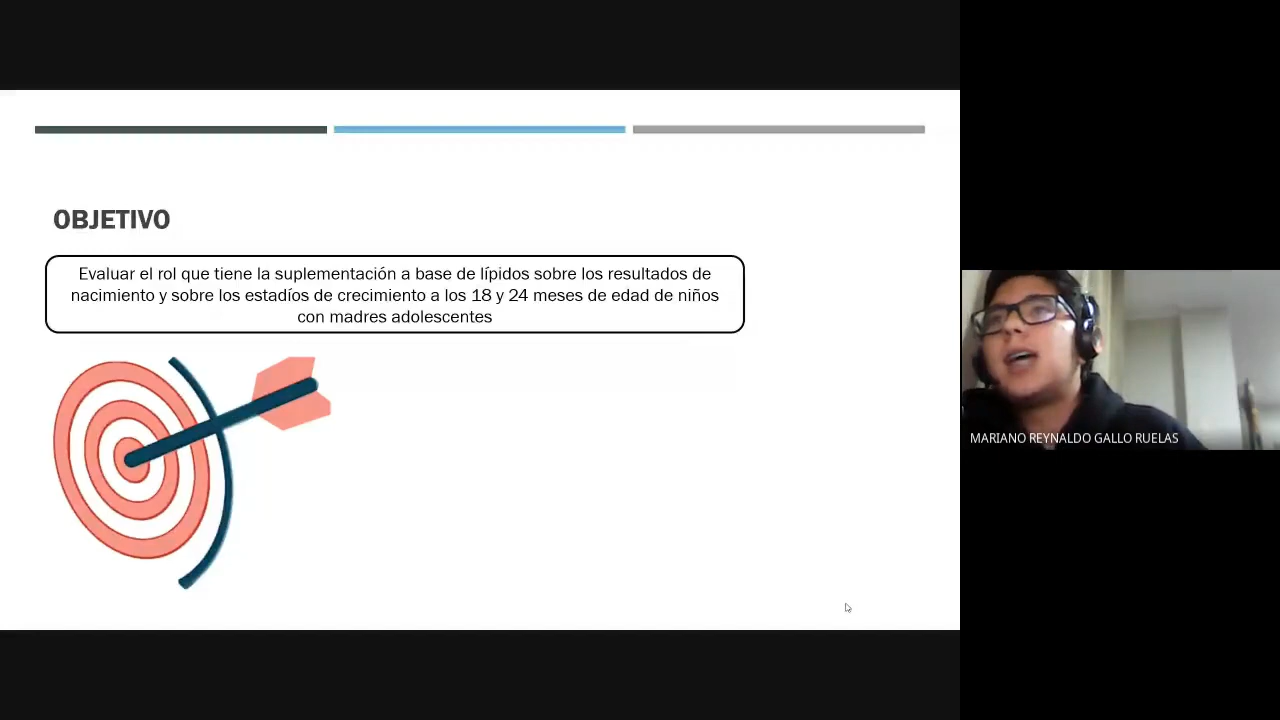 OBJETIVO
Evaluar el rol que tiene la suplementación a base de lípidos sobre los resultados de
nacimiento y sobre los estadíos de crecimiento a los 18 y 24 meses de edad de niños
con madres adolescentes
MARIANO REYNALDO GALLO RUELAS